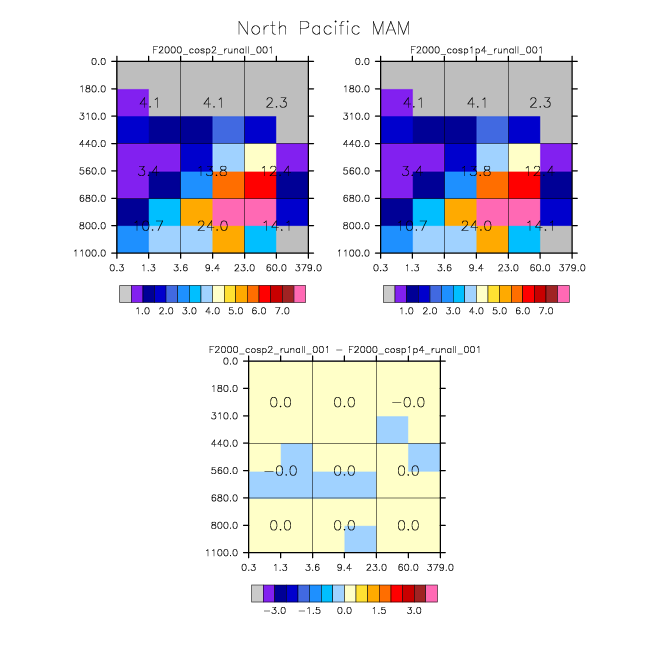 North Pacific MAM
F2000_cosp2_runall_001 F2000_cosp1p4_runall_001
0.0 0.0
180.0 180.0
4.1 4.1 2.3 4.1 4.1 2.3
310.0 310.0
440.0 440.0
560.0 3.4 13.8 12.4 560.0 3.4 13.8 12.4
680.0 680.0
800.0 10.7 24.0 14.1 800.0 10.7 24.0 14.1
1100.0 1100.0
0.3 1.3 3.6 9.4 23.0 60.0 379.0 0.3 1.3 3.6 9.4 23.0 60.0 379.0
1.0 2.0 3.0 4.0 5.0 6.0 7.0 1.0 2.0 3.0 4.0 5.0 6.0 7.0
F2000_cosp2_runall_001 − F2000_cosp1p4_runall_001
0.0
180.0
0.0 0.0 −0.0
310.0
440.0
560.0 −0.0 0.0 0.0
680.0
800.0 0.0 0.0 0.0
1100.0
0.3 1.3 3.6 9.4 23.0 60.0 379.0
−3.0 −1.5 0.0 1.5 3.0